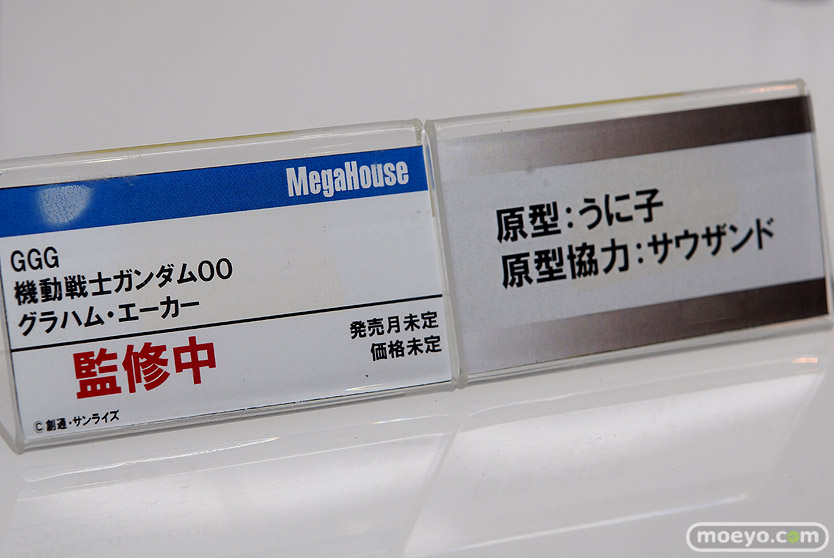 MegaHouse
GGG
機動戦士ガンダム00
グラハム・エーカー
発売月未定
価格未定
監修中
©創通・サンライズ
原型:うに子
原型協力:サウザンド
moeyo.com